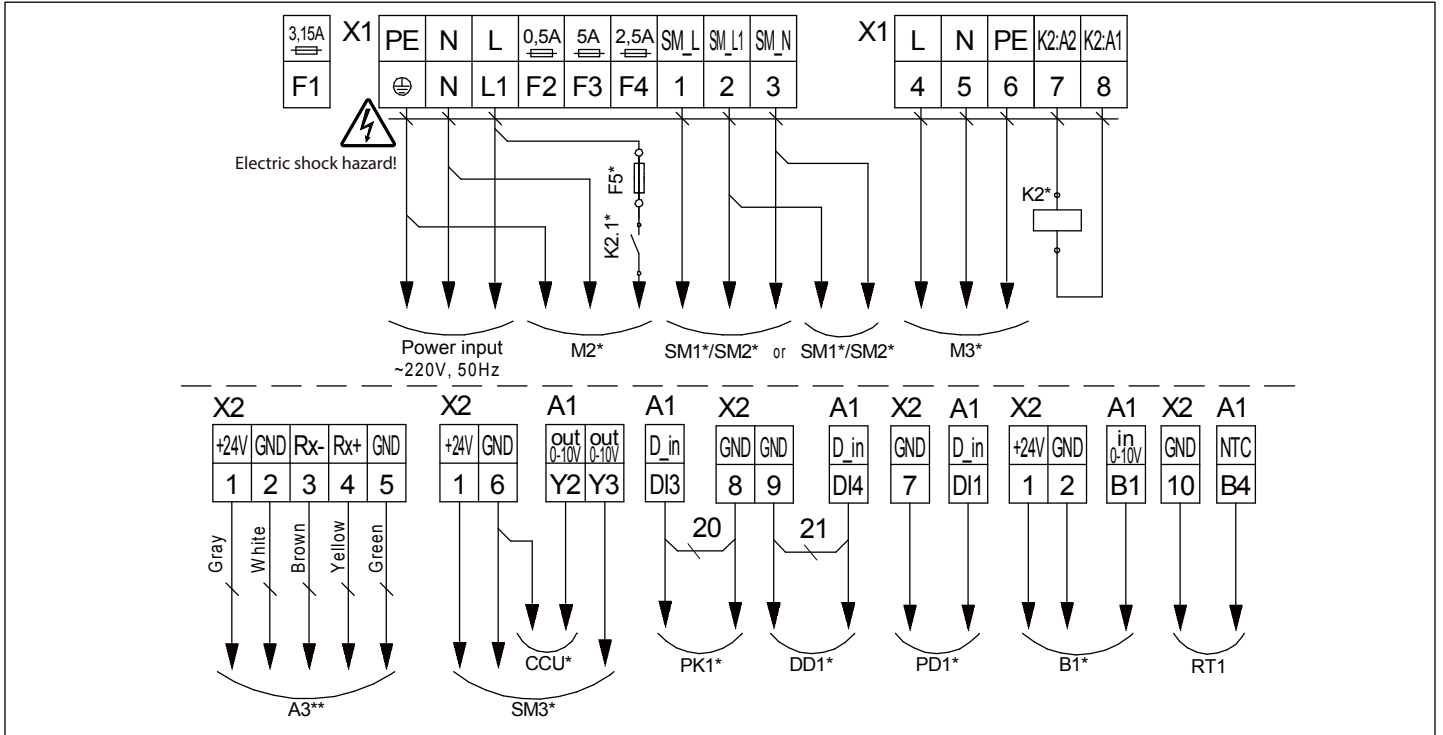 3,15A X1 PE N L 0,5A 5A 2,5A SM_L SM_L1 SM_N X1 L N PE K2:A2 K2:A1
F1 N L1 F2 F3 F4 1 2 3 4 5 6 7 8
Electric shock hazard!
F5*
K2.1*
K2*
Power input
~220V, 50Hz
M2*
SM1*/SM2* or SM1*/SM2*
M3*
X2 X2 A1 A1 X2 A1 X2 A1 X2 A1 X2 A1
+24V GND Rx- Rx+ GND +24V GND out 0-10V out 0-10V D_in GND GND D_in GND D_in +24V GND in 0-10V GND NTC
1 2 3 4 5 1 6 Y2 Y3 DI3 8 9 DI4 7 DI1 1 2 B1 10 B4
Gray
White
Brown
Yellow
Green
20 21
CCU* PK1* DD1* PD1* B1* RT1
A3** SM3*